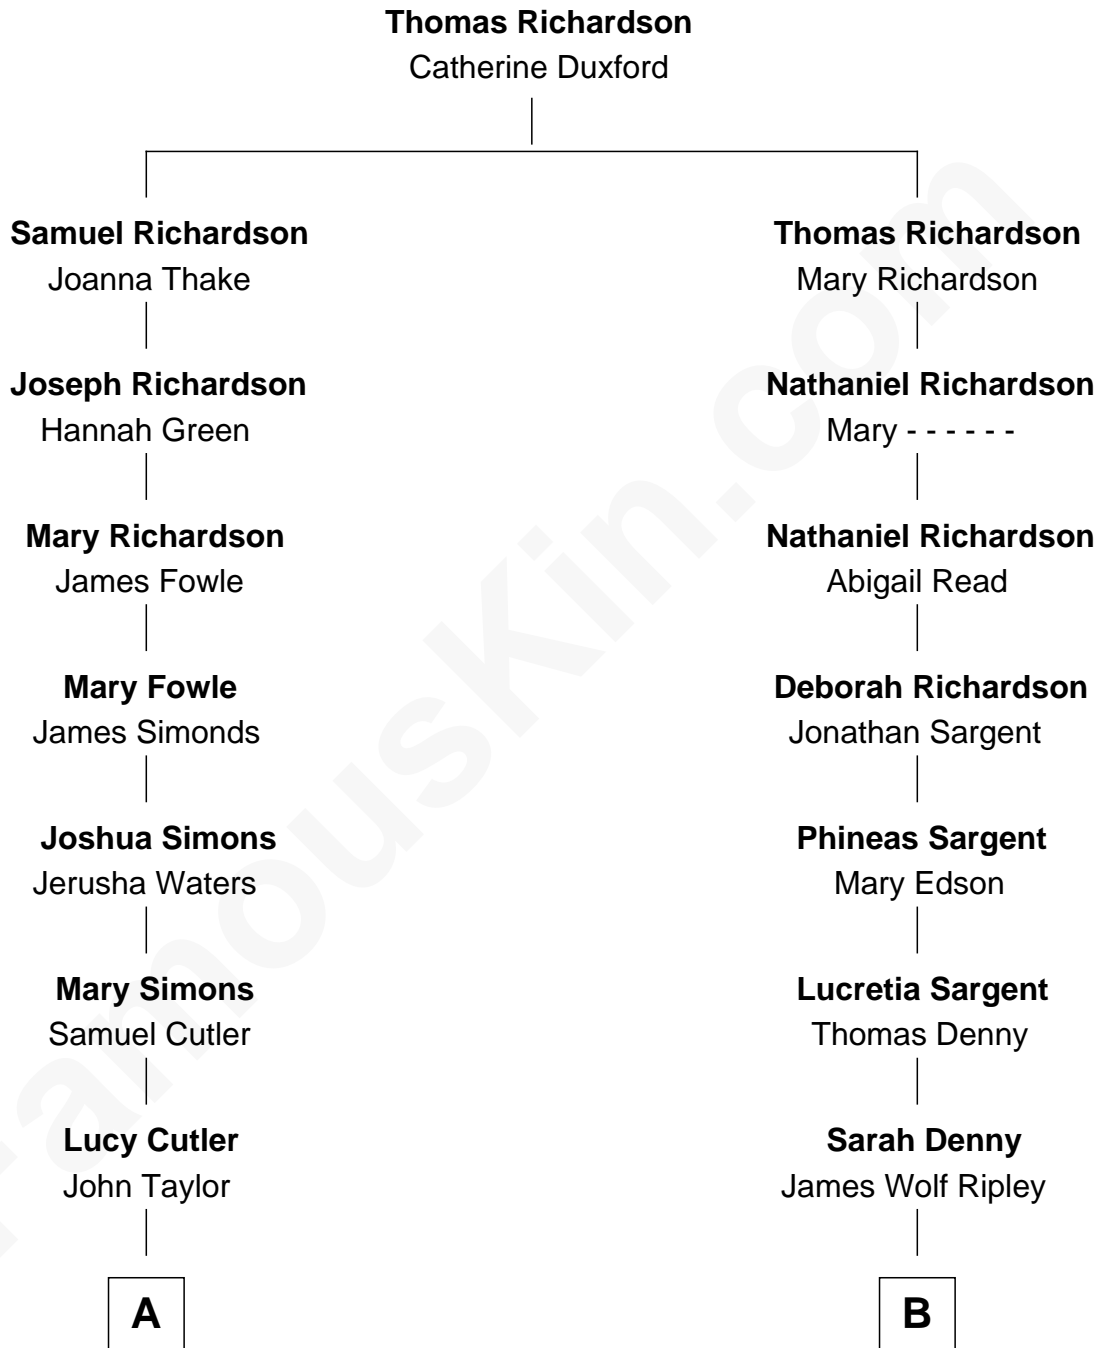 Thomas Richardson
Catherine Duxford
Samuel Richardson
Joanna Thake
Joseph Richardson
Hannah Green
Mary Richardson
James Fowle
Mary Fowle
James Simonds
Joshua Simons
Jerusha Waters
Mary Simons
Samuel Cutler
Lucy Cutler
John Taylor
A
Thomas Richardson
Mary Richardson
Nathaniel Richardson
Mary - - - - - -
Nathaniel Richardson
Abigail Read
Deborah Richardson
Jonathan Sargent
Phineas Sargent
Mary Edson
Lucretia Sargent
Thomas Denny
Sarah Denny
James Wolf Ripley
B
FamousKin.com